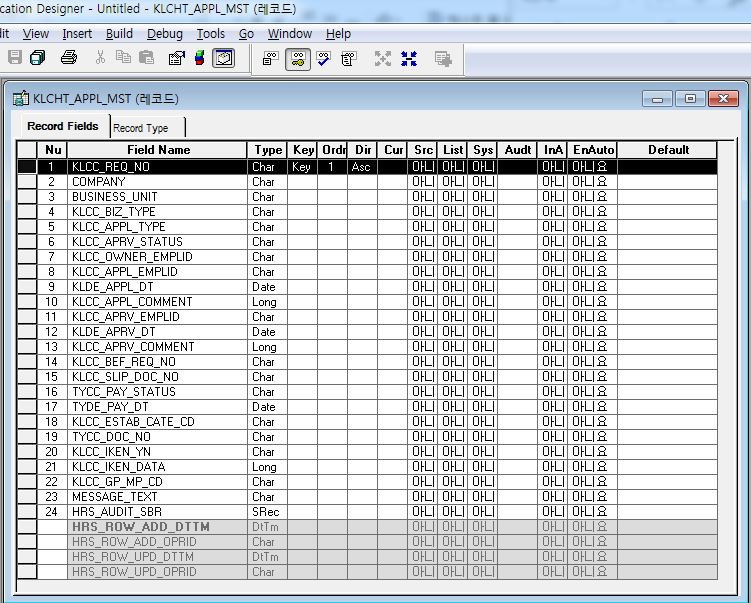 cation Designer - Untitled - KLCHT_APPL_MST (레코드)
dit View Insert Build Debug Tools Go Window Help
KLCHT_APPL_MST (레코드)
Record Fields Record Type
Nu Field Name Type Key Ordr Dir Cur Src List Sys Audt InA EnAuto Default
1 KLCC_REQ_NO Char Key 1 Asc 아니 아니 아니 아니 아니요
2 COMPANY Char 아니 아니 아니 아니 아니요
3 BUSINESS_UNIT Char 아니 아니 아니 아니 아니요
4 KLCC_BIZ_TYPE Char 아니 아니 아니 아니 아니요
5 KLCC_APPL_TYPE Char 아니 아니 아니 아니 아니요
6 KLCC_APRV_STATUS Char 아니 아니 아니 아니 아니요
7 KLCC_OWNER_EMPLID Char 아니 아니 아니 아니 아니요
8 KLCC_APPL_EMPLID Char 아니 아니 아니 아니 아니요
9 KLDE_APPL_DT Date 아니 아니 아니 아니 아니요
10 KLCC_APPL_COMMENT Long 아니 아니 아니 아니 아니요
11 KLCC_APRV_EMPLID Char 아니 아니 아니 아니 아니요
12 KLDE_APRV_DT Date 아니 아니 아니 아니 아니요
13 KLCC_APRV_COMMENT Long 아니 아니 아니 아니 아니요
14 KLCC_BEF_REQ_NO Char 아니 아니 아니 아니 아니요
15 KLCC_SLIP_DOC_NO Char 아니 아니 아니 아니 아니요
16 TYCC_PAY_STATUS Char 아니 아니 아니 아니 아니요
17 TYDE_PAY_DT Date 아니 아니 아니 아니 아니요
18 KLCC_ESTAB_CATE_CD Char 아니 아니 아니 아니 아니요
19 TYCC_DOC_NO Char 아니 아니 아니 아니 아니요
20 KLCC_IKEN_YN Char 아니 아니 아니 아니 아니요
21 KLCC_IKEN_DATA Long 아니 아니 아니 아니 아니요
22 KLCC_GP_MP_CD Char 아니 아니 아니 아니 아니요
23 MESSAGE_TEXT Char 아니 아니 아니 아니 아니요
24 HRS_AUDIT_SBR SRec 아니 아니 아니 아니 아니요
HRS_ROW_ADD_DTTM DtTm 아니 아니 아니 아니 아니요
HRS_ROW_ADD_OPRID Char 아니 아니 아니 아니 아니요
HRS_ROW_UPD_DTTM DtTm 아니 아니 아니 아니 아니요
HRS_ROW_UPD_OPRID Char 아니 아니 아니 아니 아니요